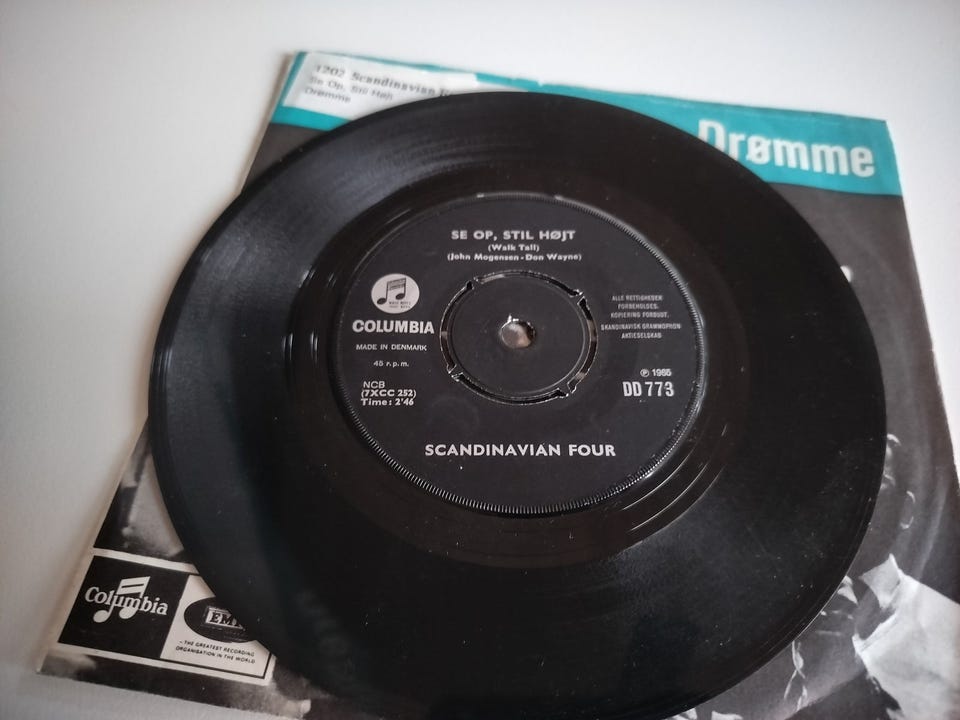 1202 Scandinavian
Se Op, Stil Højt
Drømme
Drømme
SE OP, STIL HØJT
(Walk Tall)
(John Mogensen - Don Wayne)
COLUMBIA
MADE IN DENMARK
45 r.p.m.
NCB
(7XCC 252)
Time: 2'46
ALLE RETTIGHEDER
FORBEHOLDES.
KOPIERING FORBUDT.
SKANDINAVISK GRAMMOPHON
AKTIESELSKAB
℗ 1965
DD 773
SCANDINAVIAN FOUR
Columbia
EMI
- THE GREATEST RECORDING
ORGANISATION IN THE WORLD